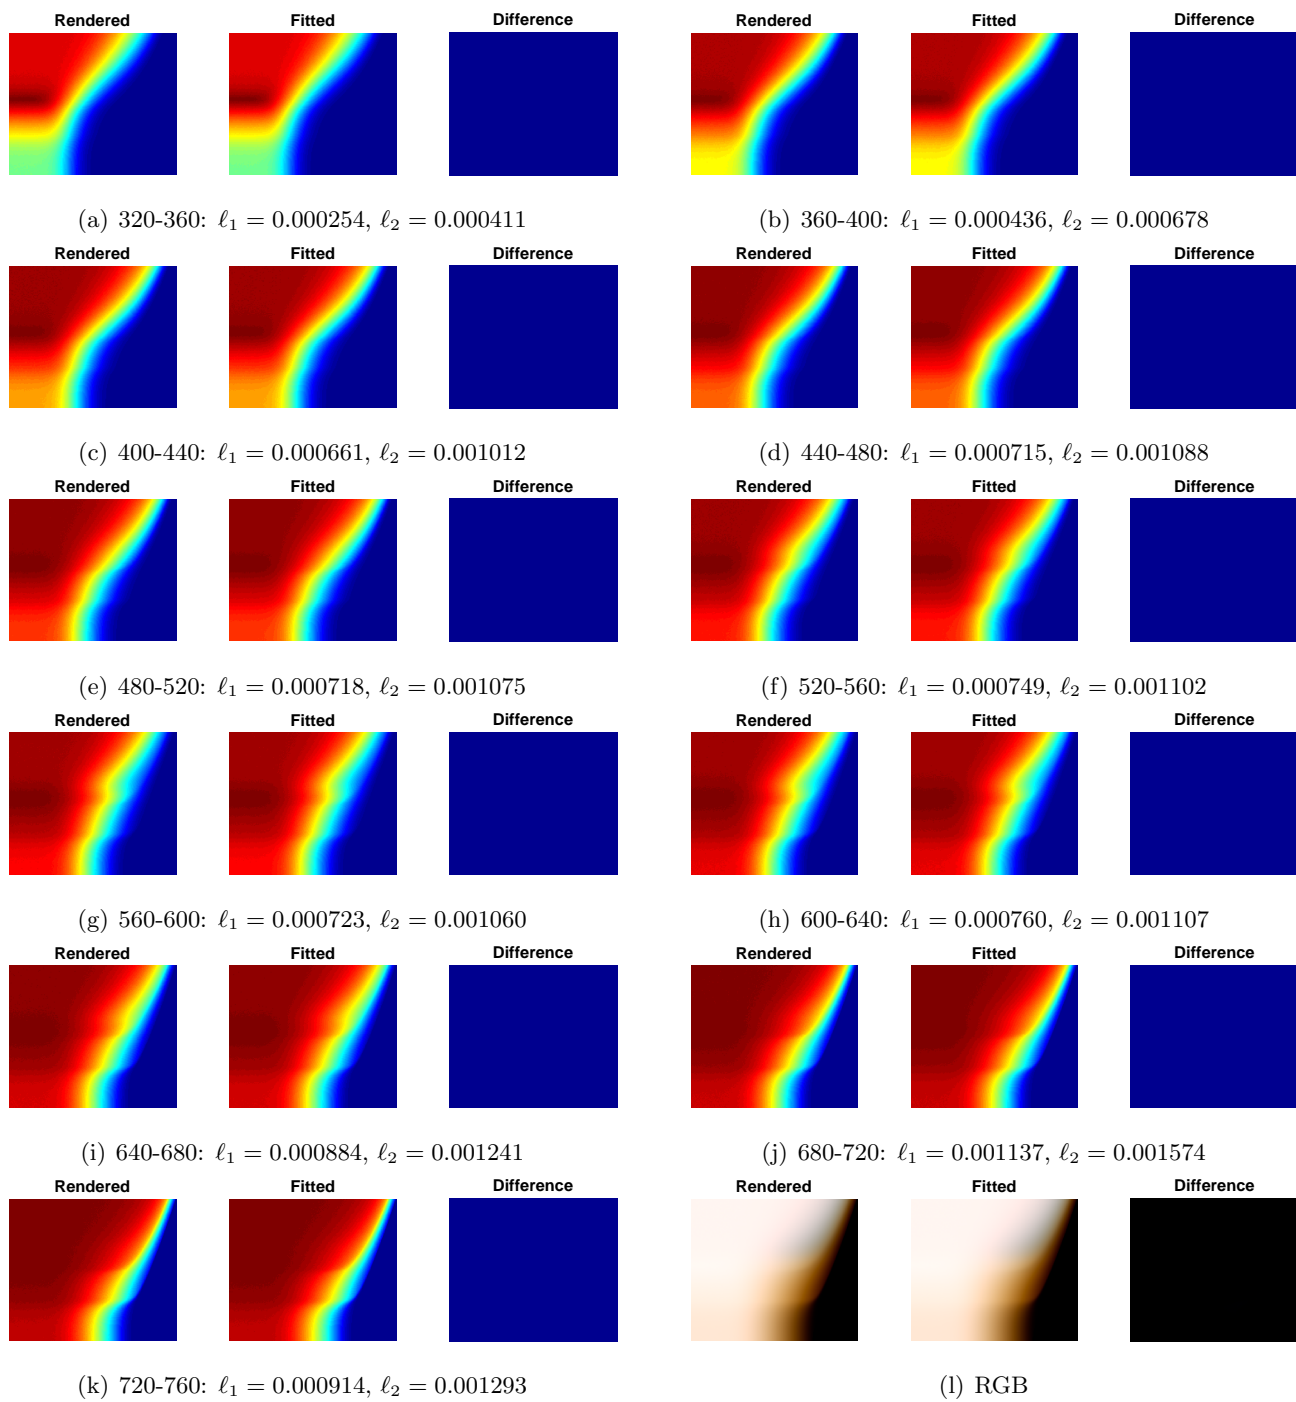 Rendered Fitted Difference Rendered Fitted Difference
(a) 320-360: ℓ₁ = 0.000254, ℓ₂ = 0.000411 (b) 360-400: ℓ₁ = 0.000436, ℓ₂ = 0.000678
Rendered Fitted Difference Rendered Fitted Difference
(c) 400-440: ℓ₁ = 0.000661, ℓ₂ = 0.001012 (d) 440-480: ℓ₁ = 0.000715, ℓ₂ = 0.001088
Rendered Fitted Difference Rendered Fitted Difference
(e) 480-520: ℓ₁ = 0.000718, ℓ₂ = 0.001075 (f) 520-560: ℓ₁ = 0.000749, ℓ₂ = 0.001102
Rendered Fitted Difference Rendered Fitted Difference
(g) 560-600: ℓ₁ = 0.000723, ℓ₂ = 0.001060 (h) 600-640: ℓ₁ = 0.000760, ℓ₂ = 0.001107
Rendered Fitted Difference Rendered Fitted Difference
(i) 640-680: ℓ₁ = 0.000884, ℓ₂ = 0.001241 (j) 680-720: ℓ₁ = 0.001137, ℓ₂ = 0.001574
Rendered Fitted Difference Rendered Fitted Difference
(k) 720-760: ℓ₁ = 0.000914, ℓ₂ = 0.001293 (l) RGB